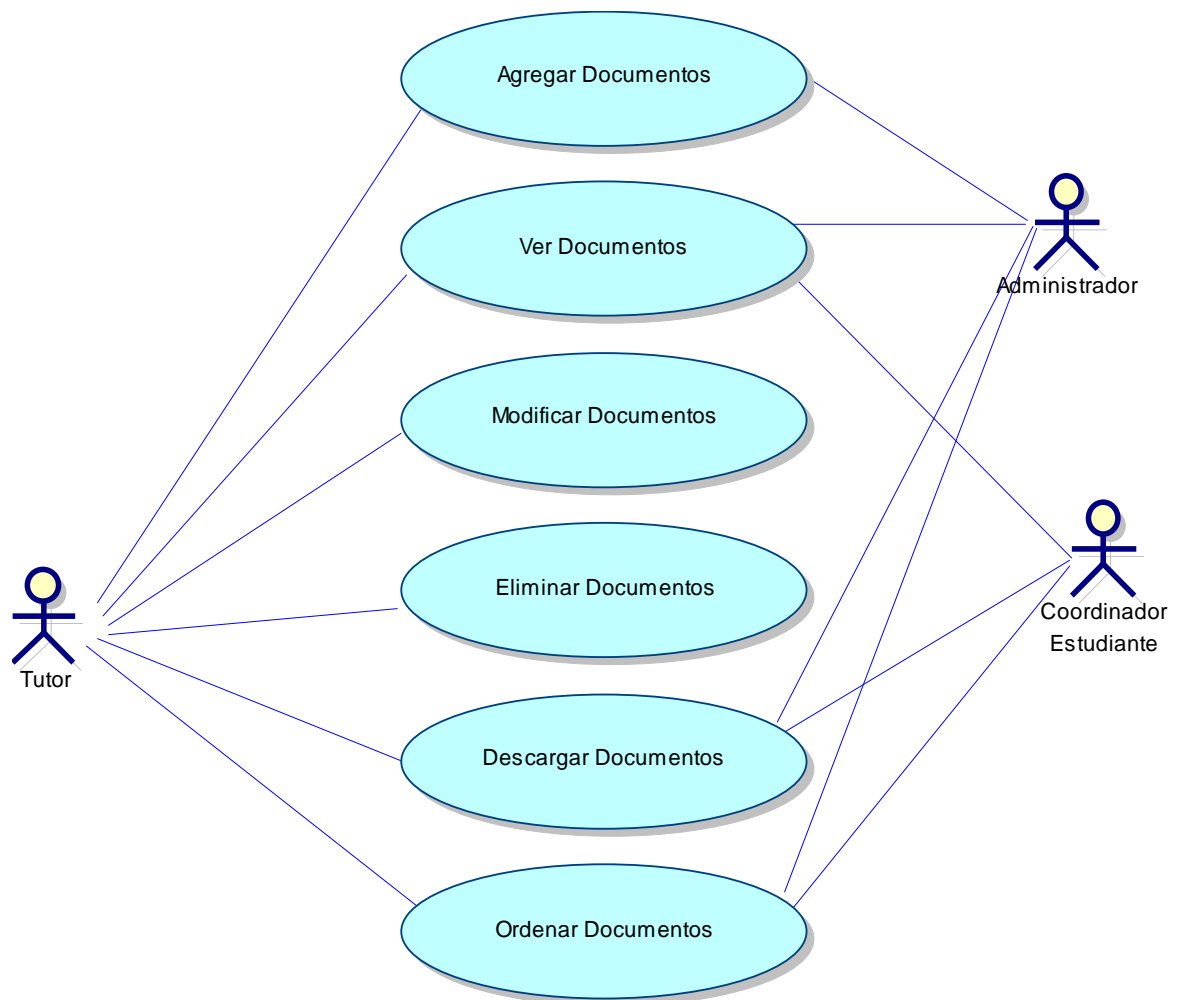 Agregar Documentos
Ver Documentos
Administrador
Modificar Documentos
Eliminar Documentos
Coordinador
Estudiante
Tutor
Descargar Documentos
Ordenar Documentos